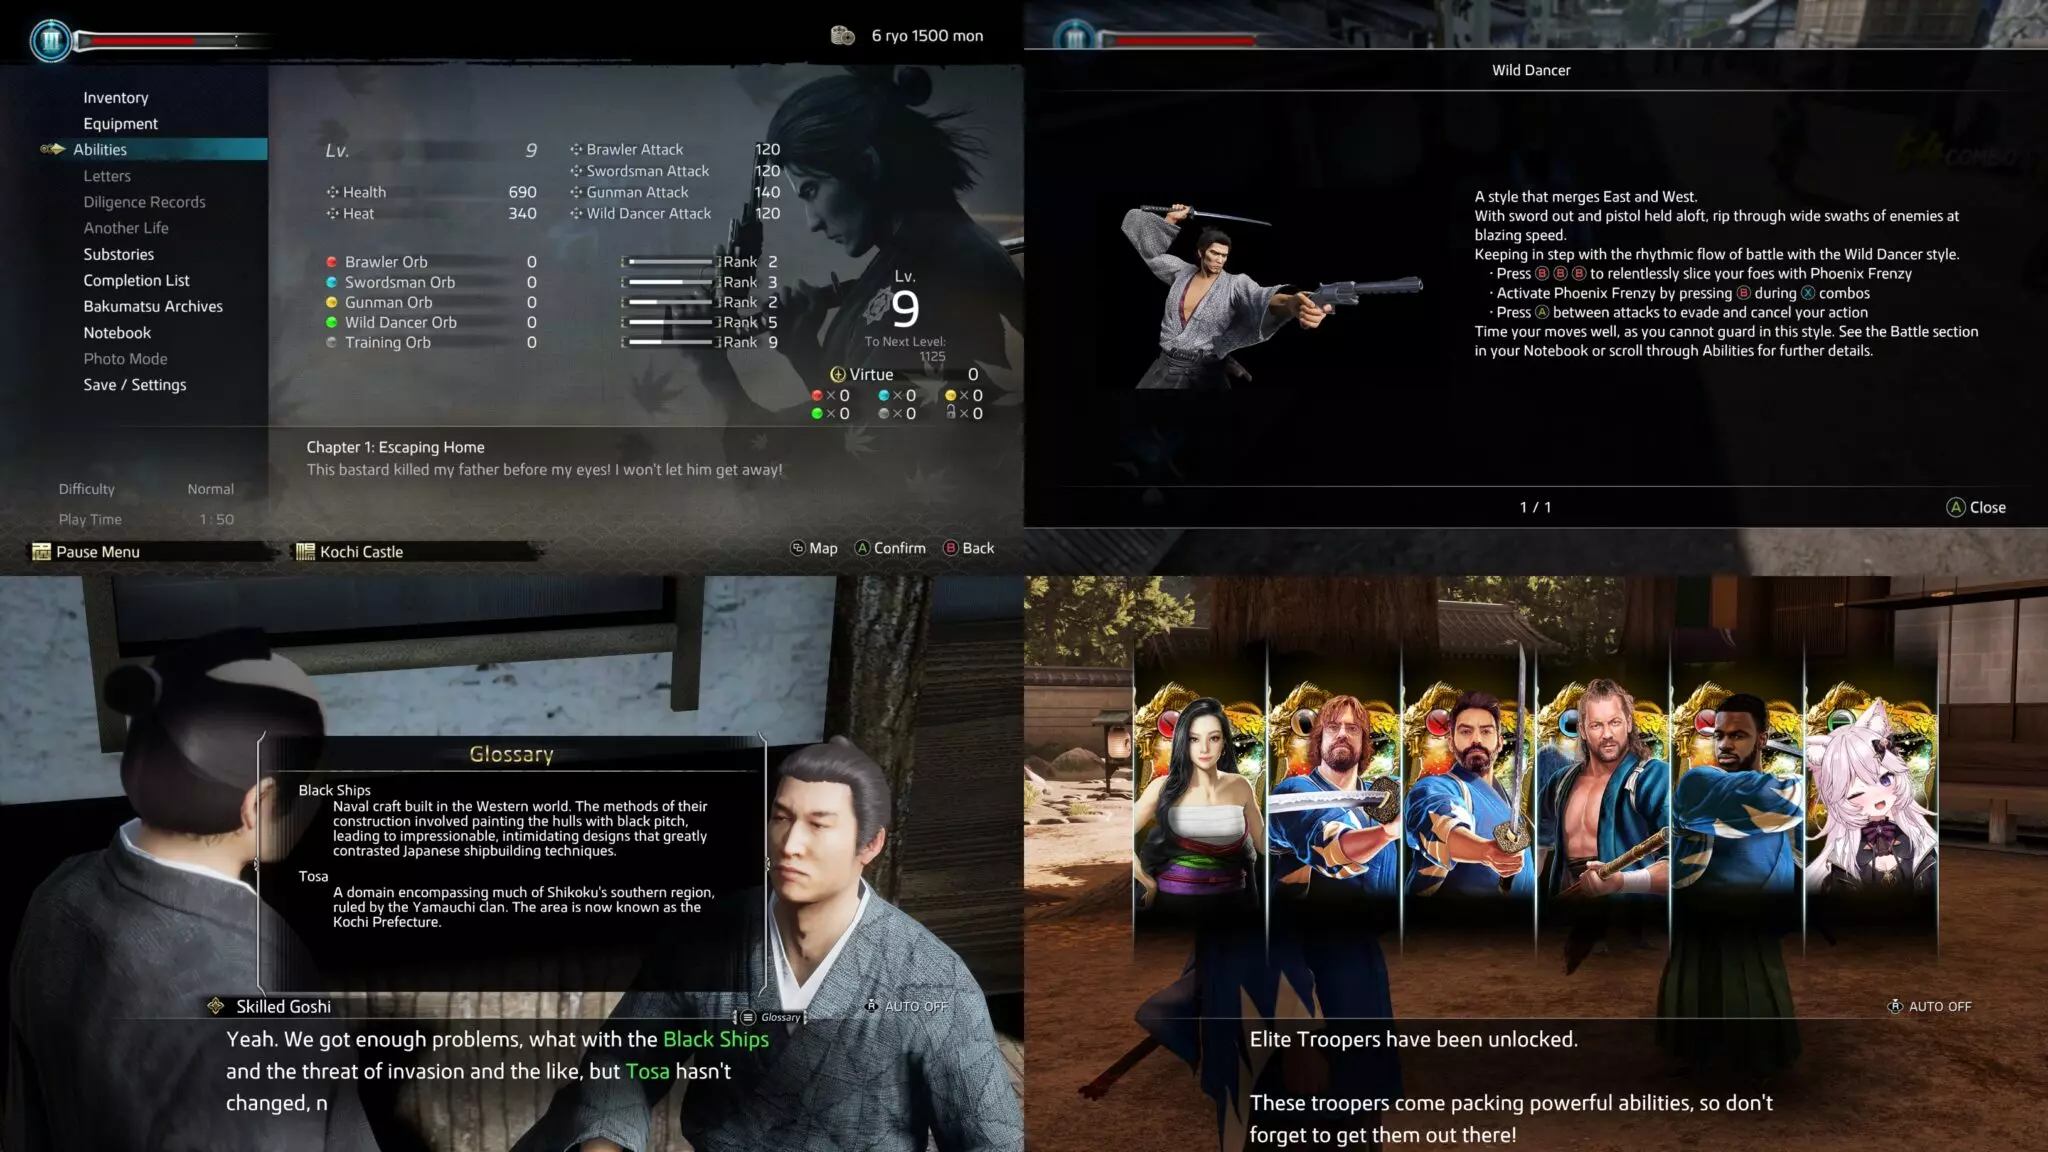 III
6 ryo 1500 mon
Inventory
Equipment
Abilities
Letters
Diligence Records
Another Life
Substories
Completion List
Bakumatsu Archives
Notebook
Photo Mode
Save / Settings
Difficulty Normal
Play Time 1:50
Lv. 9
Health 690
Heat 340
Brawler Attack 120
Swordsman Attack 120
Gunman Attack 140
Wild Dancer Attack 120
Brawler Orb 0 Rank 2
Swordsman Orb 0 Rank 3
Gunman Orb 0 Rank 2
Wild Dancer Orb 0 Rank 5
Training Orb 0 Rank 9
Lv.
9
To Next Level:
1125
Virtue 0
× 0 × 0 × 0
× 0 × 0 × 0
Chapter 1: Escaping Home
This bastard killed my father before my eyes! I won't let him get away!
Pause Menu
Kochi Castle
Map A Confirm B Back
III
Wild Dancer
64 COMBO
A style that merges East and West.
With sword out and pistol held aloft, rip through wide swaths of enemies at
blazing speed.
Keeping in step with the rhythmic flow of battle with the Wild Dancer style.
· Press B B B to relentlessly slice your foes with Phoenix Frenzy
· Activate Phoenix Frenzy by pressing B during X combos
· Press A between attacks to evade and cancel your action
Time your moves well, as you cannot guard in this style. See the Battle section
in your Notebook or scroll through Abilities for further details.
1 / 1
A Close
Glossary
Black Ships
Naval craft built in the Western world. The methods of their
construction involved painting the hulls with black pitch,
leading to impressionable, intimidating designs that greatly
contrasted Japanese shipbuilding techniques.
Tosa
A domain encompassing much of Shikoku's southern region,
ruled by the Yamauchi clan. The area is now known as the
Kochi Prefecture.
Skilled Goshi
Glossary
R AUTO OFF
Yeah. We got enough problems, what with the Black Ships
and the threat of invasion and the like, but Tosa hasn't
changed, n
R AUTO OFF
Elite Troopers have been unlocked.
These troopers come packing powerful abilities, so don't
forget to get them out there!